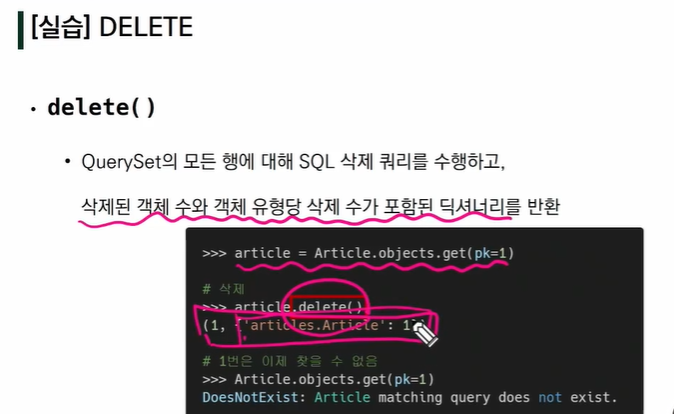 [실습] DELETE
• delete()
• QuerySet의 모든 행에 대해 SQL 삭제 쿼리를 수행하고,
삭제된 객체 수와 객체 유형당 삭제 수가 포함된 딕셔너리를 반환
>>> article = Article.objects.get(pk=1)
# 삭제
>>> article.delete()
(1, {'articles.Article': 1})
# 1번은 이제 찾을 수 없음
>>> Article.objects.get(pk=1)
DoesNotExist: Article matching query does not exist.